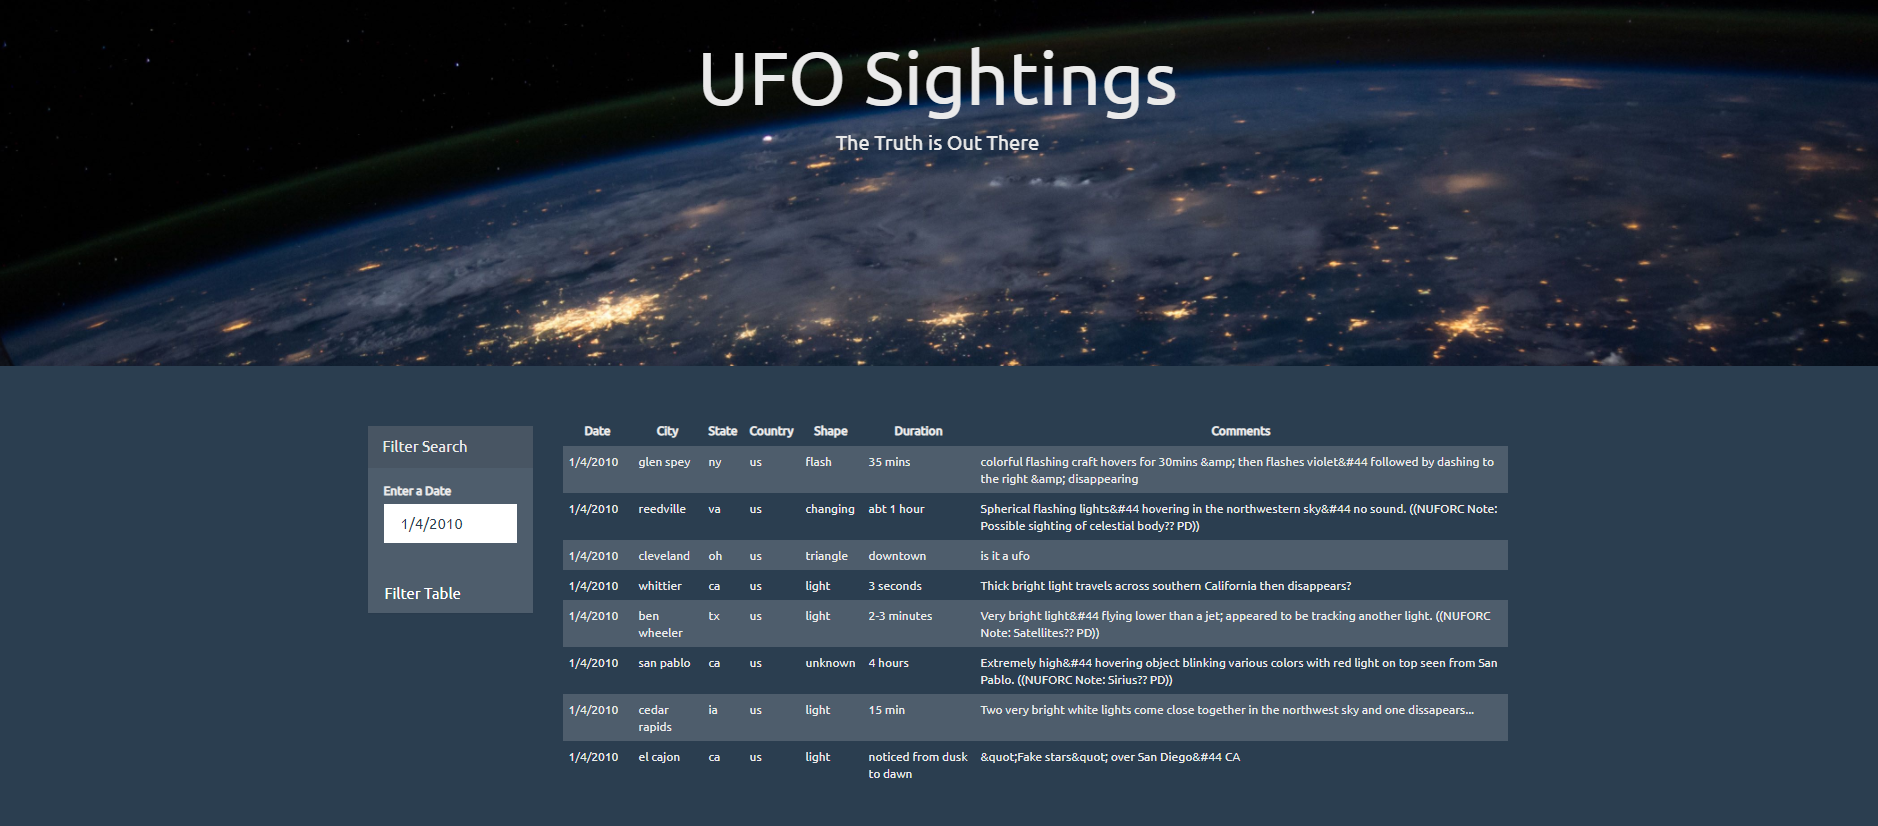 UFO Sightings
The Truth is Out There
Filter Search
Enter a Date
1/4/2010
Filter Table
Date City State Country Shape Duration Comments
1/4/2010 glen spey ny us flash 35 mins colorful flashing craft hovers for 30mins &amp; then flashes violet&#44 followed by dashing to
the right &amp; disappearing
1/4/2010 reedville va us changing abt 1 hour Spherical flashing lights&#44 hovering in the northwestern sky&#44 no sound. ((NUFORC Note:
Possible sighting of celestial body?? PD))
1/4/2010 cleveland oh us triangle downtown is it a ufo
1/4/2010 whittier ca us light 3 seconds Thick bright light travels across southern California then disappears?
1/4/2010 ben tx us light 2-3 minutes Very bright light&#44 flying lower than a jet; appeared to be tracking another light. ((NUFORC
wheeler Note: Satellites?? PD))
1/4/2010 san pablo ca us unknown 4 hours Extremely high&#44 hovering object blinking various colors with red light on top seen from San
Pablo. ((NUFORC Note: Sirius?? PD))
1/4/2010 cedar ia us light 15 min Two very bright white lights come close together in the northwest sky and one dissapears...
rapids
1/4/2010 el cajon ca us light noticed from dusk &quot;Fake stars&quot; over San Diego&#44 CA
to dawn